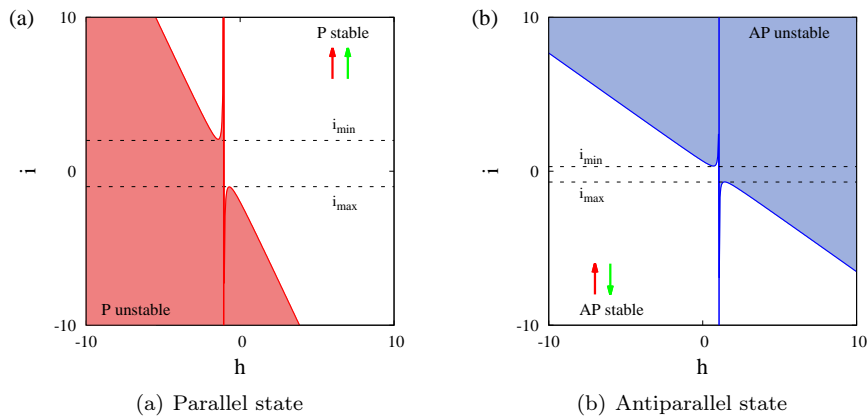 (a)
10
P stable
i_min
i
0
i_max
P unstable
-10
-10
0
10
h
(a) Parallel state
(b)
10
AP unstable
i_min
i
0
i_max
AP stable
-10
-10
0
10
h
(b) Antiparallel state